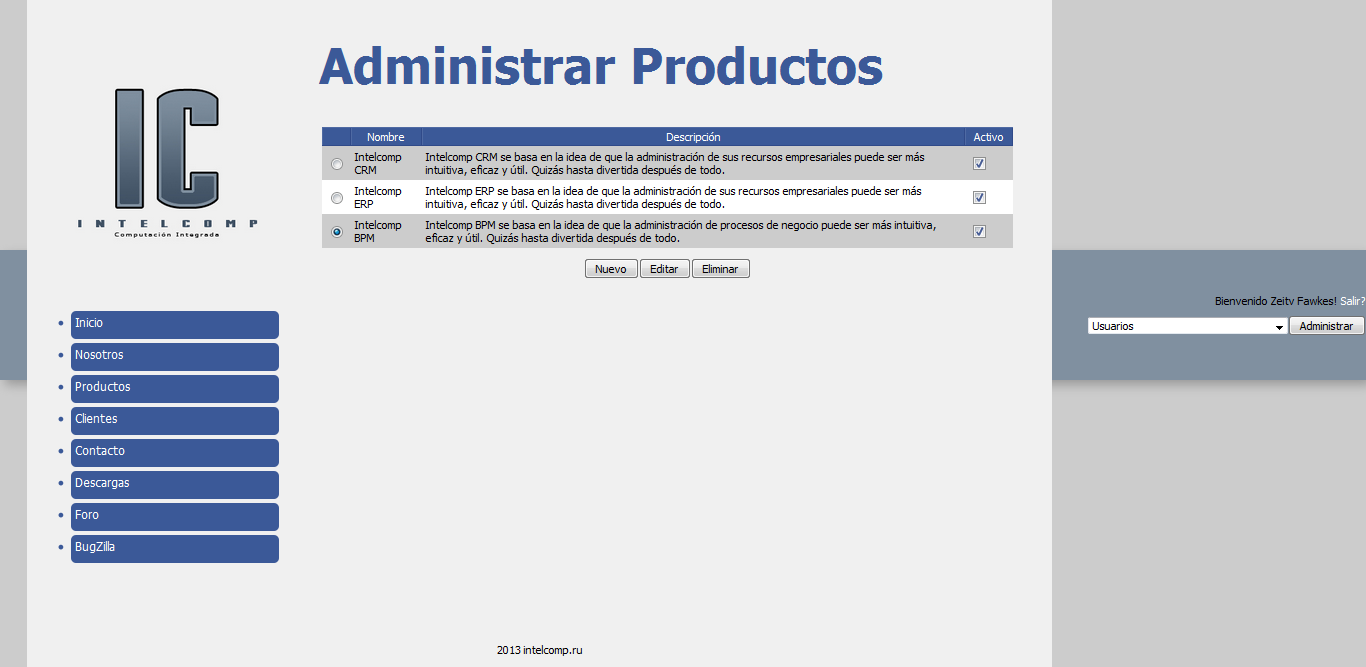 Administrar Productos
IC
INTELCOMP
Computación Integrada
Nombre Descripción Activo
Intelcomp CRM se basa en la idea de que la administración de sus recursos empresariales puede ser más
Intelcomp
CRM
intuitiva, eficaz y útil. Quizás hasta divertida después de todo.
Intelcomp
ERP
Intelcomp ERP se basa en la idea de que la administración de sus recursos empresariales puede ser más
intuitiva, eficaz y útil. Quizás hasta divertida después de todo.
Intelcomp
BPM
Intelcomp BPM se basa en la idea de que la administración de procesos de negocio puede ser más intuitiva,
eficaz y útil. Quizás hasta divertida después de todo.
Nuevo Editar Eliminar
Bienvenido Zeity Fawkes! Salir?
Usuarios Administrar
Inicio
Nosotros
Productos
Clientes
Contacto
Descargas
Foro
BugZilla
2013 intelcomp.ru